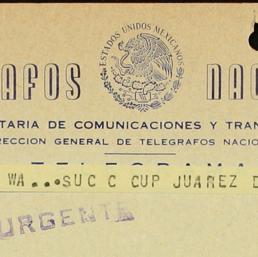 ESTADOS UNIDOS MEXICANOS
AFOS NA
TARIA DE COMUNICACIONES Y TRAN
RECCION GENERAL DE TELEGRAFOS NACIO
TELEGRAMA
WA...SUC C CUP JUAREZ D
URGENTE